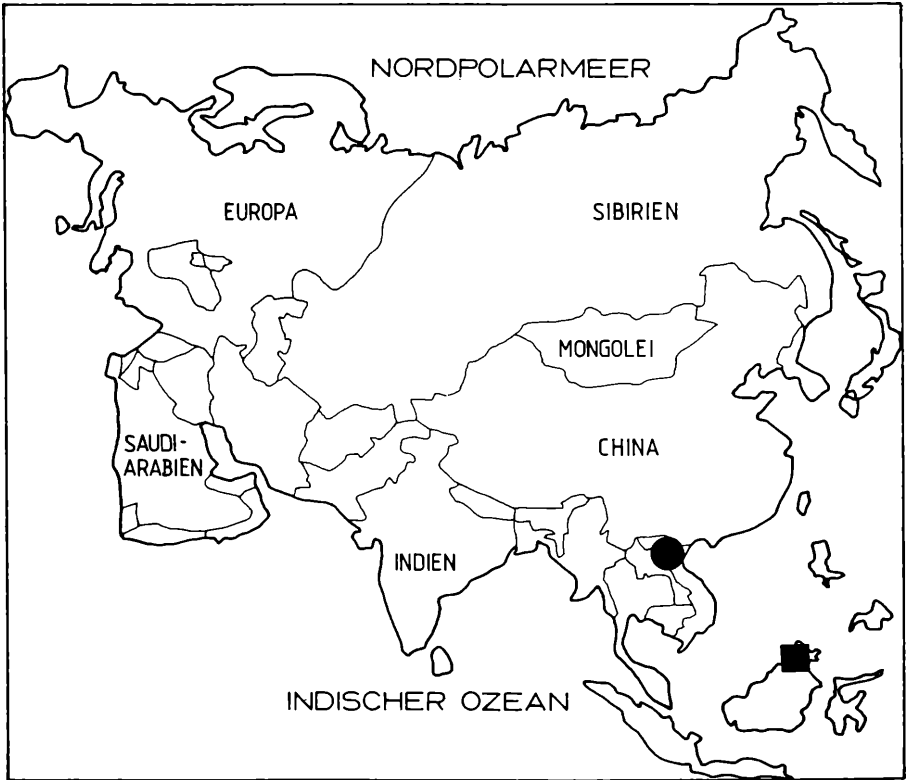 NORDPOLARMEER
EUROPA
SIBIRIEN
MONGOLEI
SAUDI-
ARABIEN
CHINA
INDIEN
INDISCHER OZEAN